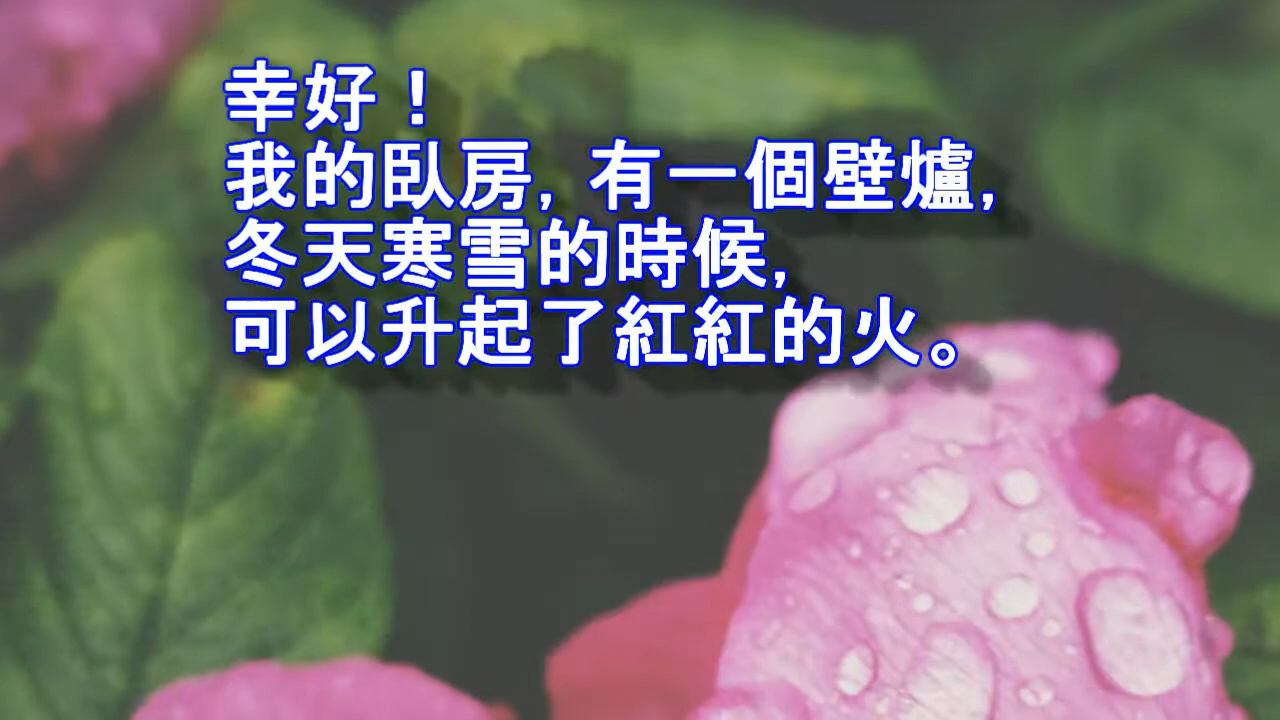 幸好！
我的臥房，有一個壁爐，
冬天寒雪的時候，
可以升起了紅紅的火。